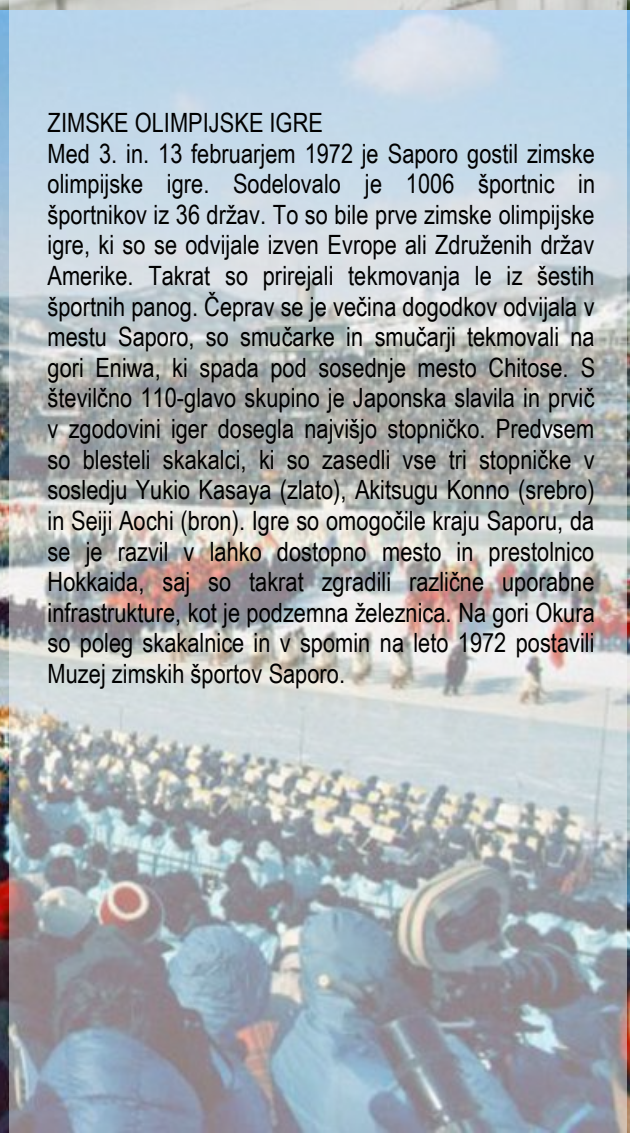 ZIMSKE OLIMPIJSKE IGRE
Med 3. in. 13 februarjem 1972 je Saporo gostil zimske
olimpijske igre. Sodelovalo je 1006 športnic in
športnikov iz 36 držav. To so bile prve zimske olimpijske
igre, ki so se odvijale izven Evrope ali Združenih držav
Amerike. Takrat so prirejali tekmovanja le iz šestih
športnih panog. Čeprav se je večina dogodkov odvijala v
mestu Saporo, so smučarke in smučarji tekmovali na
gori Eniwa, ki spada pod sosednje mesto Chitose. S
številčno 110-glavo skupino je Japonska slavila in prvič
v zgodovini iger dosegla najvišjo stopničko. Predvsem
so blesteli skakalci, ki so zasedli vse tri stopničke v
sosledju Yukio Kasaya (zlato), Akitsugu Konno (srebro)
in Seiji Aochi (bron). Igre so omogočile kraju Saporu, da
se je razvil v lahko dostopno mesto in prestolnico
Hokkaida, saj so takrat zgradili različne uporabne
infrastrukture, kot je podzemna železnica. Na gori Okura
so poleg skakalnice in v spomin na leto 1972 postavili
Muzej zimskih športov Saporo.